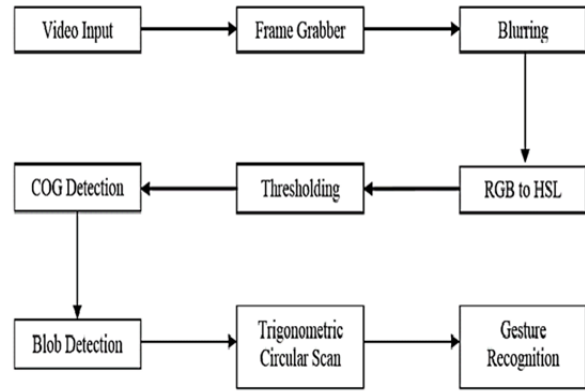 Video Input
Frame Grabber
Blurring
RGB to HSL
Thresholding
COG Detection
Blob Detection
Trigonometric
Circular Scan
Gesture
Recognition